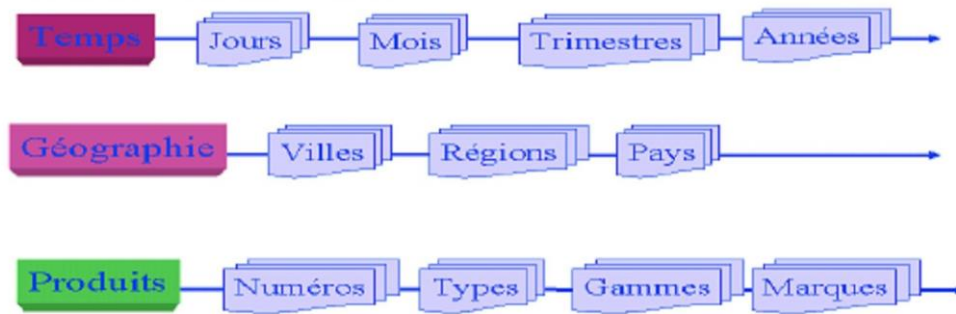 Temps Jours Mois Trimestres Années
Géographie Villes Régions Pays
Produits Numéros Types Gammes Marques